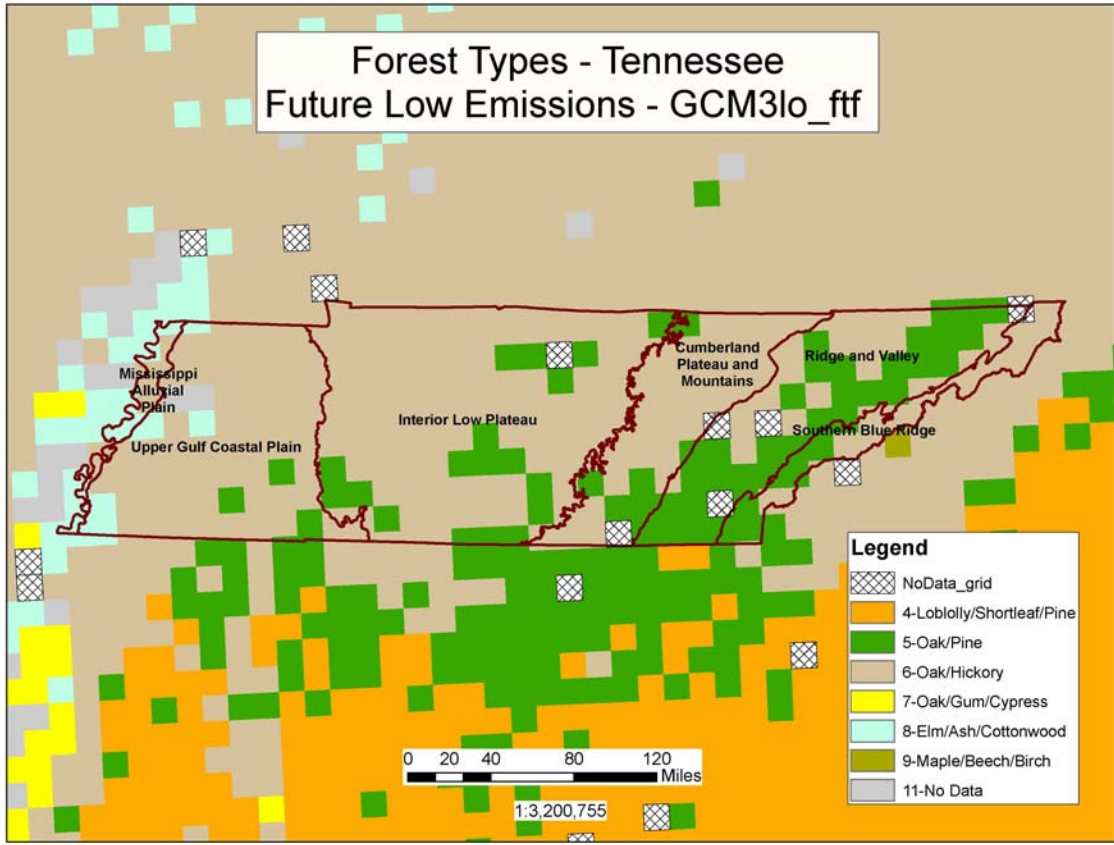 Forest Types - Tennessee
Future Low Emissions - GCM3lo_ftf
Mississippi
Alluvial
Plain
Upper Gulf Coastal Plain
Interior Low Plateau
Cumberland
Plateau and
Mountains
Ridge and Valley
Southern Blue Ridge
Legend
NoData_grid
4-Loblolly/Shortleaf/Pine
5-Oak/Pine
6-Oak/Hickory
7-Oak/Gum/Cypress
8-Elm/Ash/Cottonwood
9-Maple/Beech/Birch
11-No Data
0 20 40 80 120
Miles
1:3,200,755